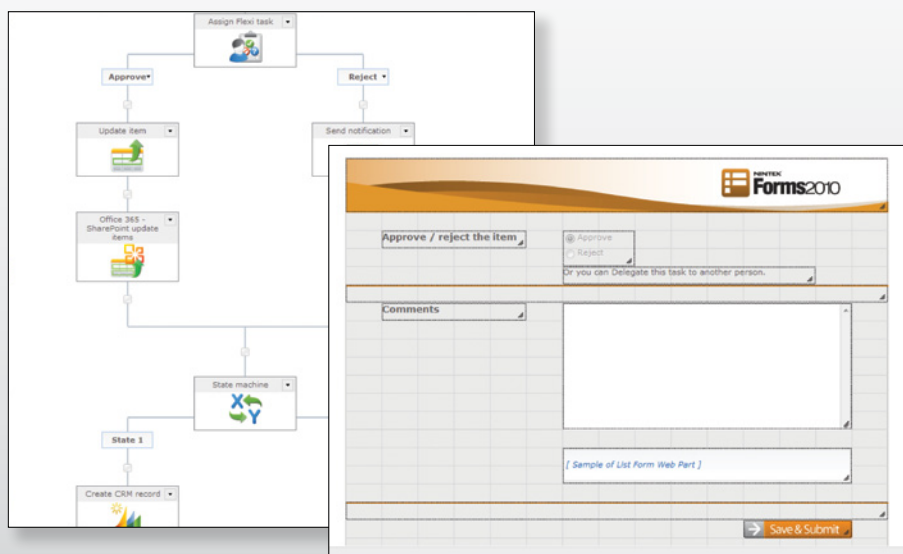 Assign Flexi task
Approve
Reject
Update item
Send notification
Office 365 -
SharePoint update
items
State machine
State 1
Create CRM record
NINTEX
Forms2010
Approve / reject the item
Approve
Reject
Or you can Delegate this task to another person.
Comments
[ Sample of List Form Web Part ]
Save & Submit